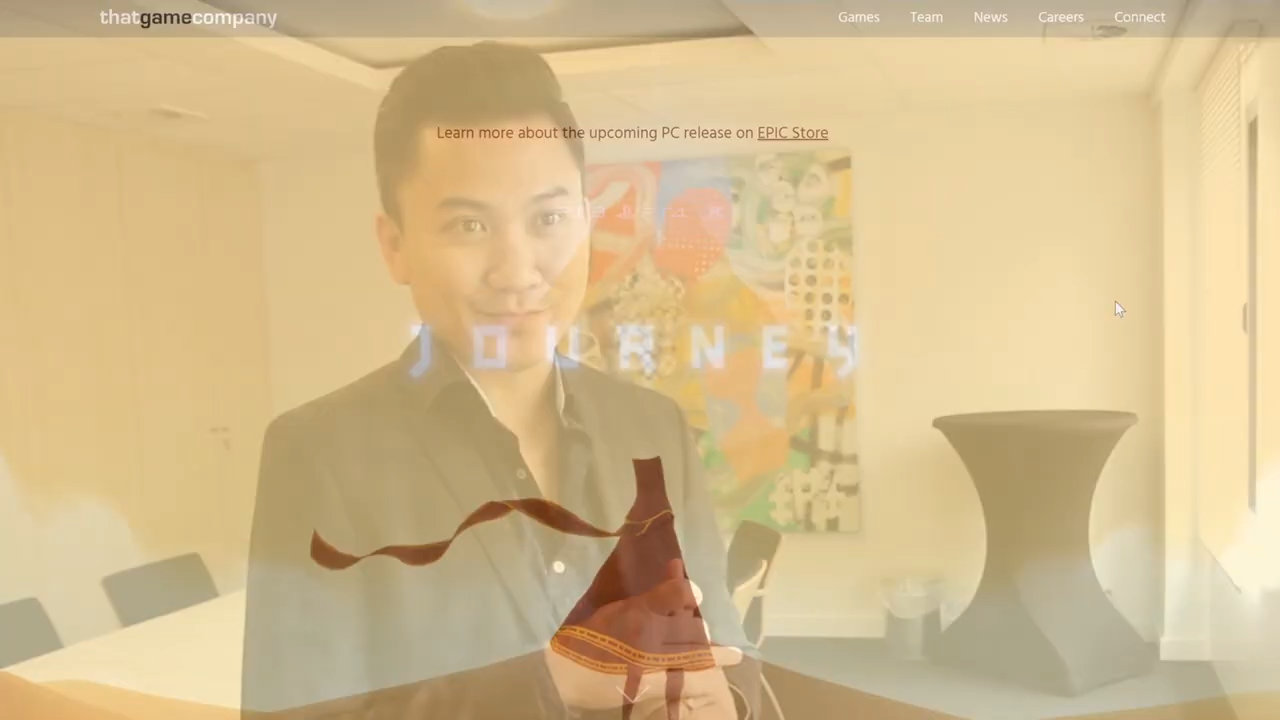 thatgamecompany
Games Team News Careers Connect
Learn more about the upcoming PC release on EPIC Store
JOURNEY